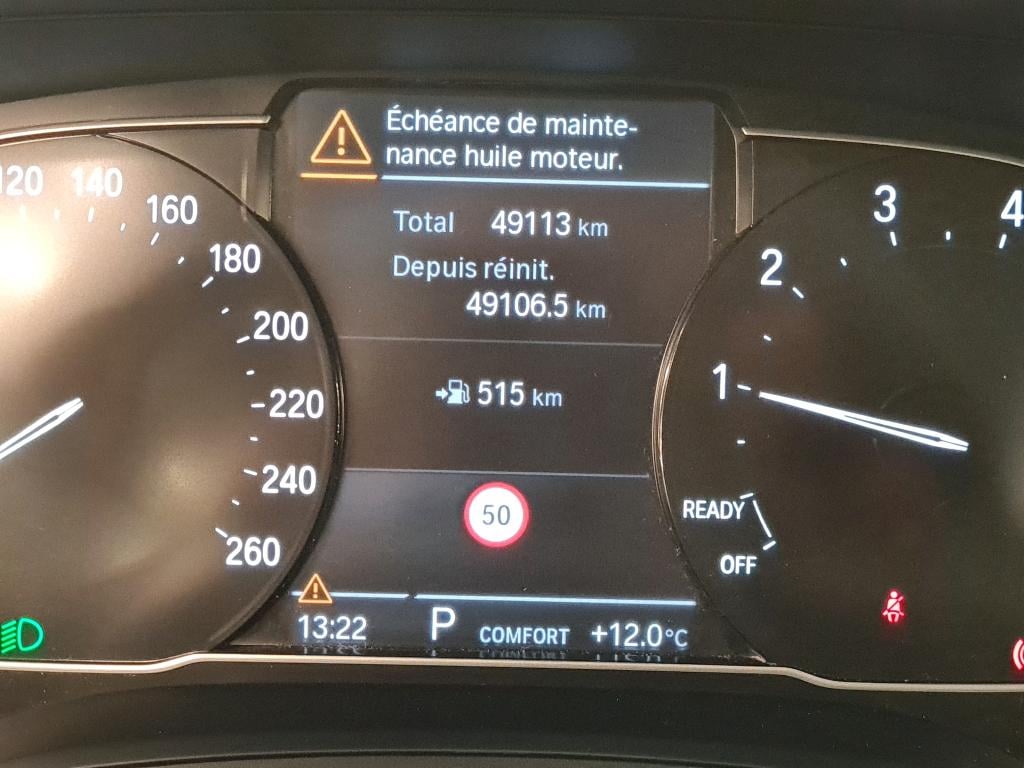 Échéance de mainte-
nance huile moteur.
Total 49113 km
Depuis réinit.
49106.5 km
515 km
50
13:22 P COMFORT +12.0°C
120
140
160
180
200
220
240
260
1
2
3
4
READY
OFF